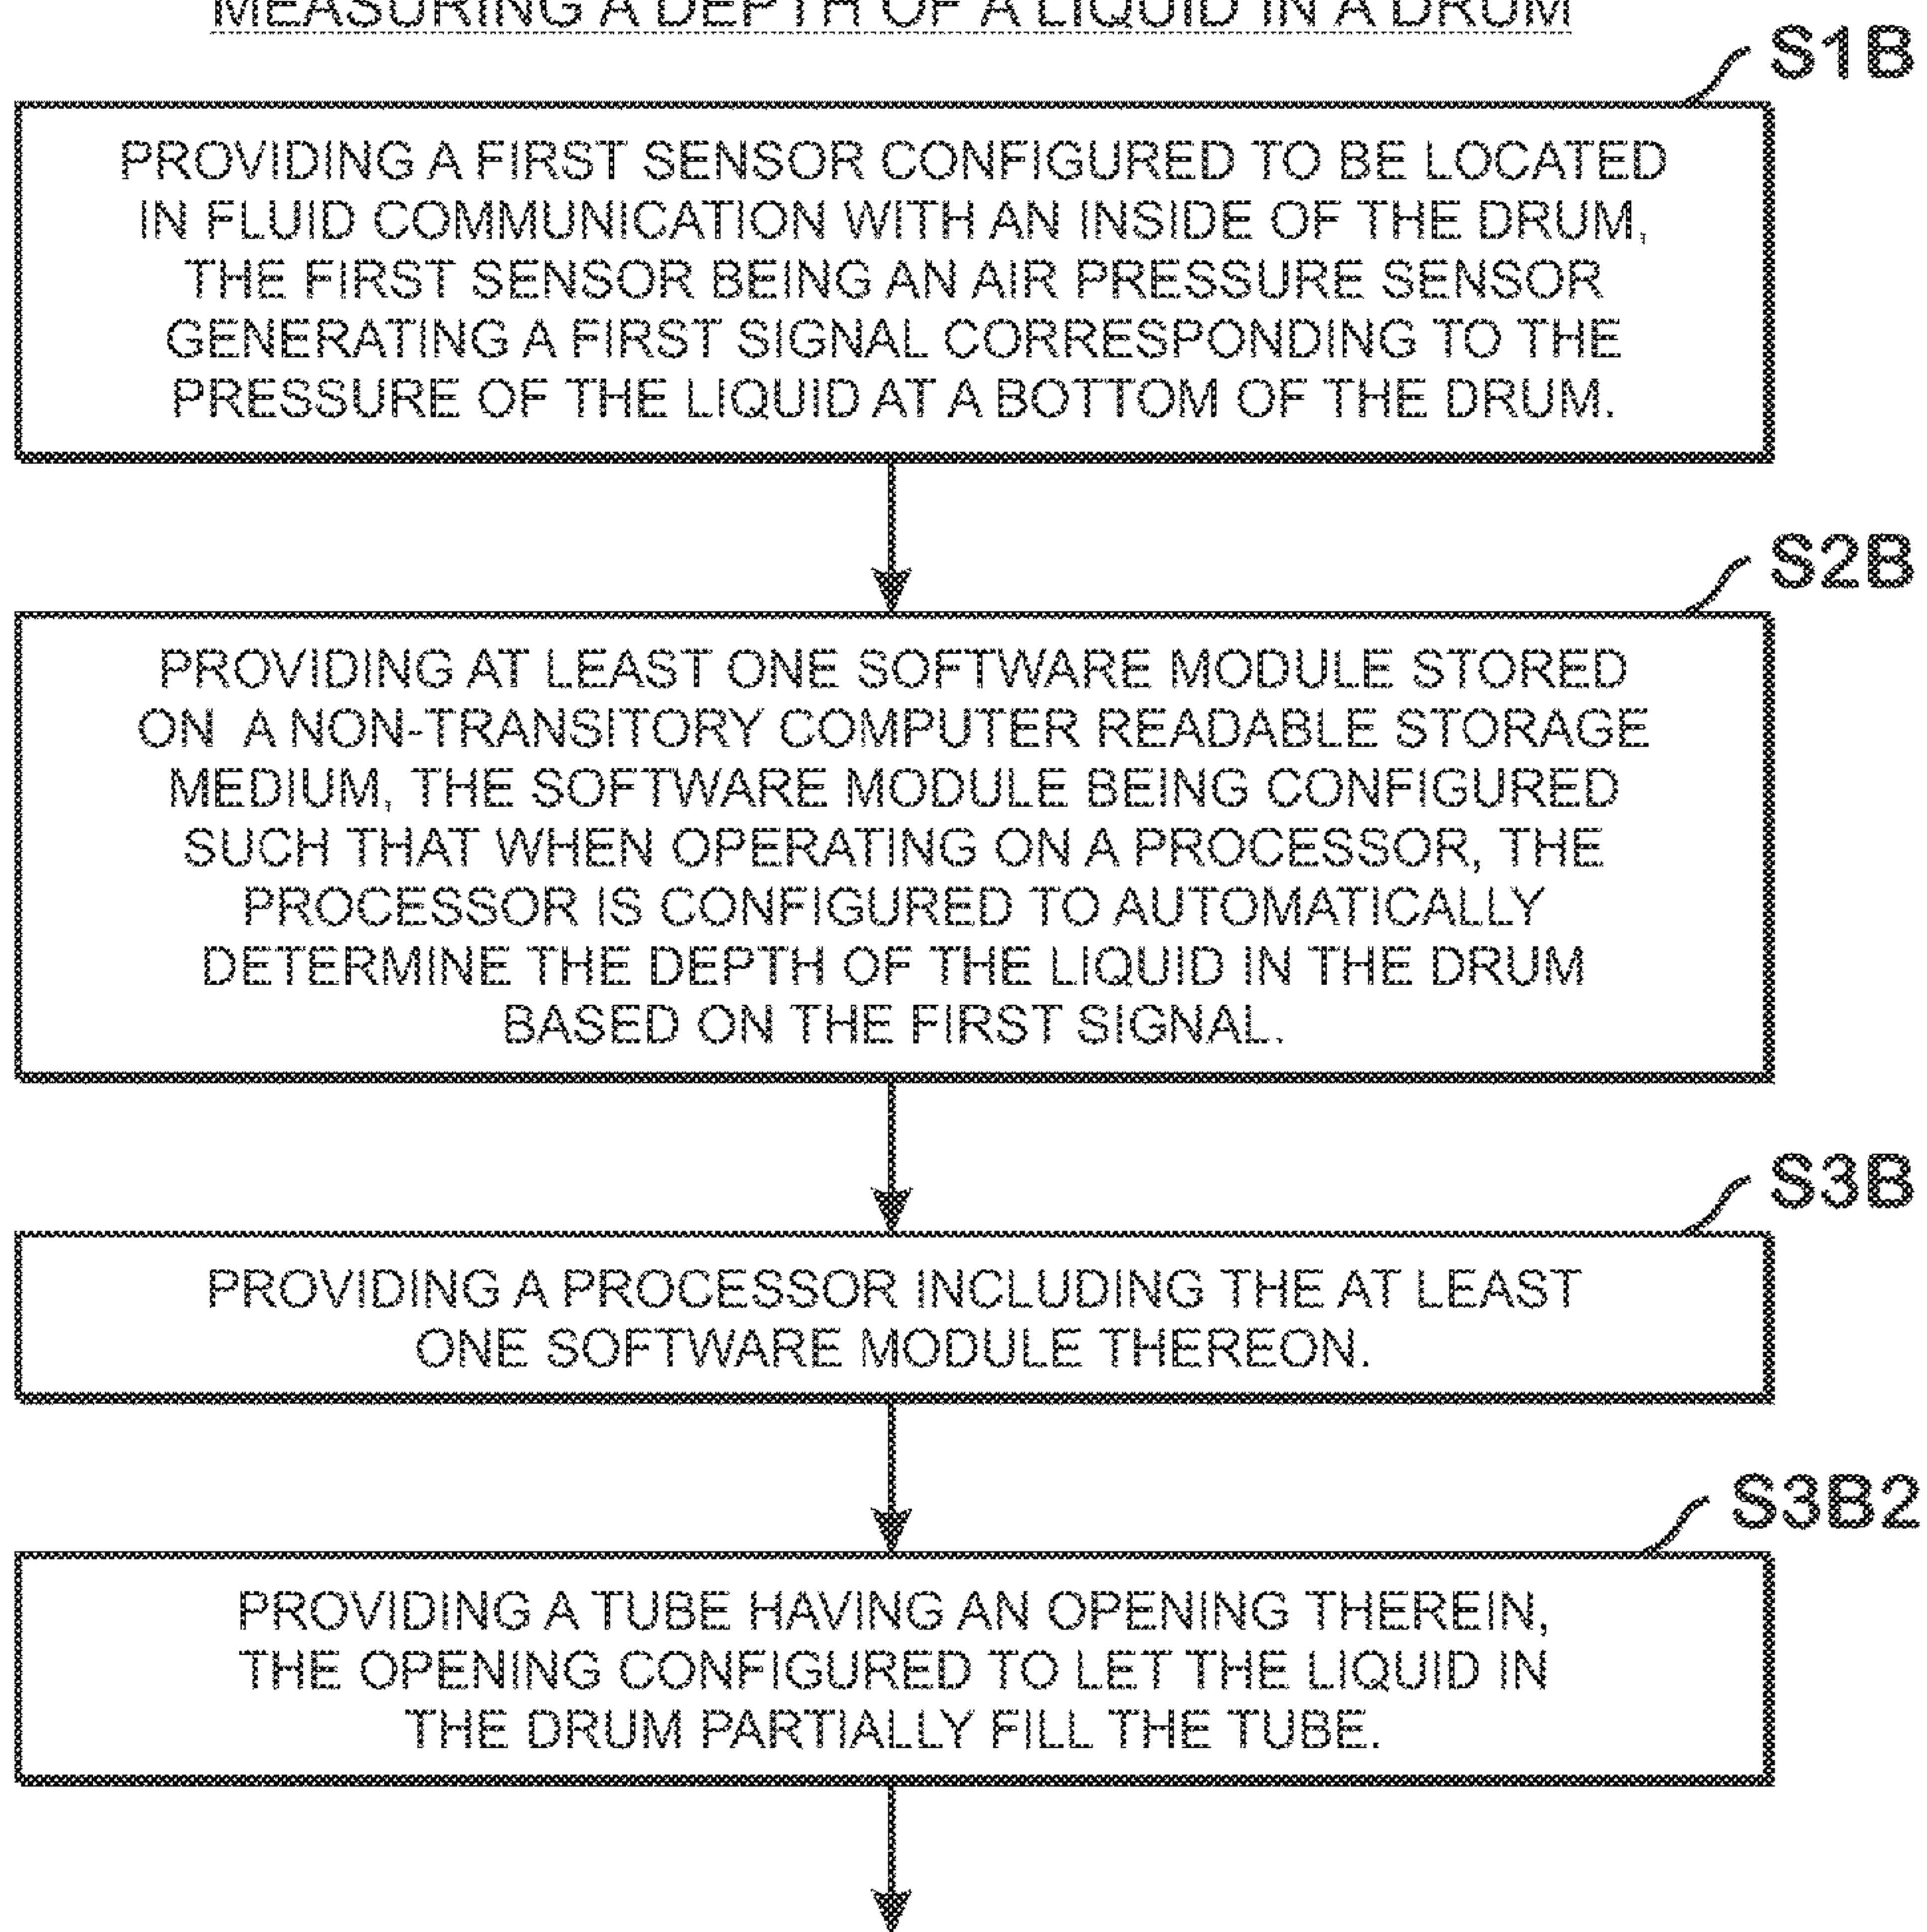 MEASURING A DEPTH OF A LIQUID IN A DRUM
S1B
PROVIDING A FIRST SENSOR CONFIGURED TO BE LOCATED
IN FLUID COMMUNICATION WITH AN INSIDE OF THE DRUM,
THE FIRST SENSOR BEING AN AIR PRESSURE SENSOR
GENERATING A FIRST SIGNAL CORRESPONDING TO THE
PRESSURE OF THE LIQUID AT A BOTTOM OF THE DRUM.
S2B
PROVIDING AT LEAST ONE SOFTWARE MODULE STORED
ON A NON-TRANSITORY COMPUTER READABLE STORAGE
MEDIUM, THE SOFTWARE MODULE BEING CONFIGURED
SUCH THAT WHEN OPERATING ON A PROCESSOR, THE
PROCESSOR IS CONFIGURED TO AUTOMATICALLY
DETERMINE THE DEPTH OF THE LIQUID IN THE DRUM
BASED ON THE FIRST SIGNAL.
S3B
PROVIDING A PROCESSOR INCLUDING THE AT LEAST
ONE SOFTWARE MODULE THEREON.
S3B2
PROVIDING A TUBE HAVING AN OPENING THEREIN,
THE OPENING CONFIGURED TO LET THE LIQUID IN
THE DRUM PARTIALLY FILL THE TUBE.